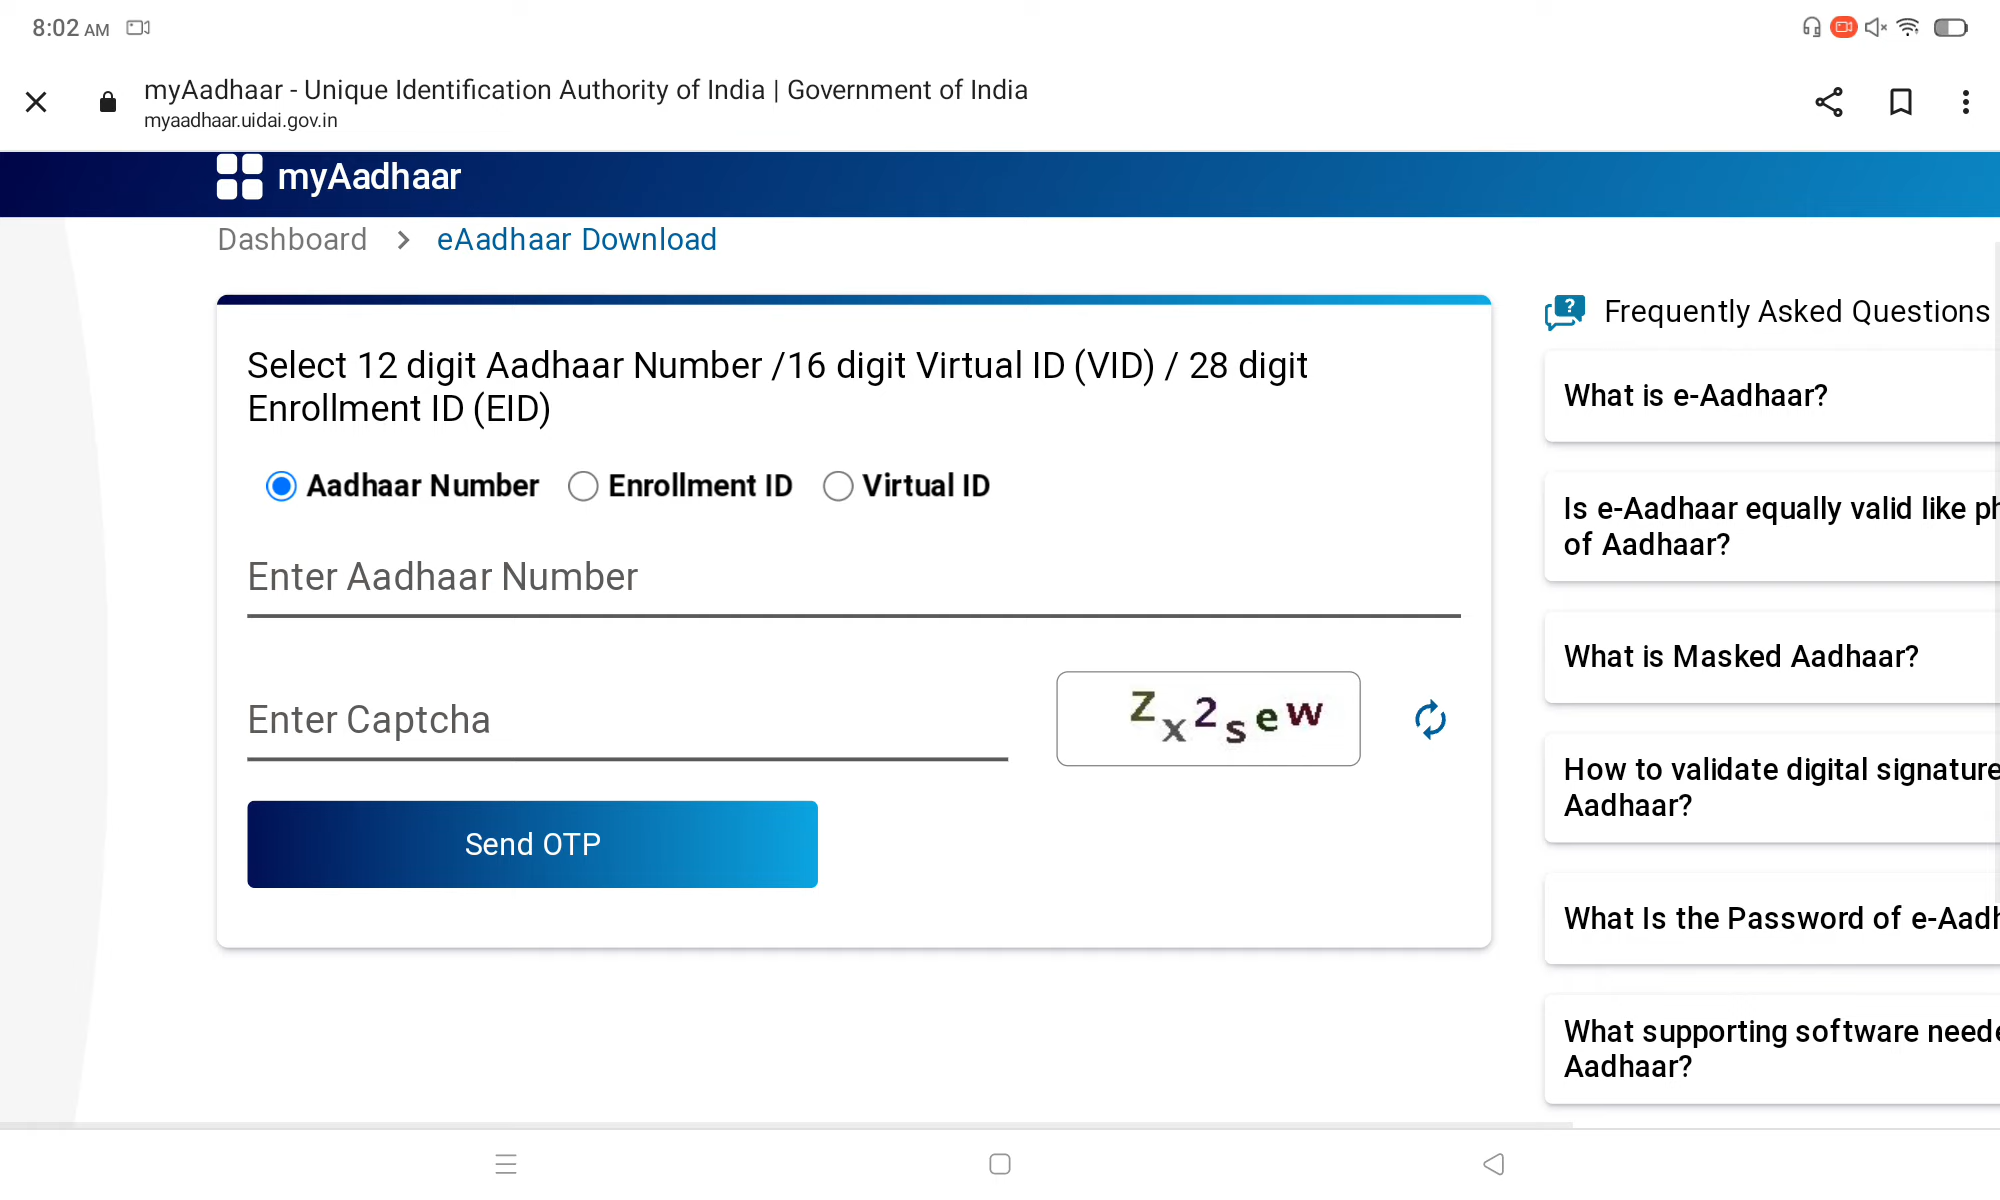 8:02 AM
myAadhaar - Unique Identification Authority of India | Government of India
myaadhaar.uidai.gov.in
myAadhaar
Dashboard > eAadhaar Download
Select 12 digit Aadhaar Number /16 digit Virtual ID (VID) / 28 digit
Enrollment ID (EID)
Aadhaar Number Enrollment ID Virtual ID
Enter Aadhaar Number
Enter Captcha
Zx2sew
Send OTP
Frequently Asked Questions
What is e-Aadhaar?
Is e-Aadhaar equally valid like ph
of Aadhaar?
What is Masked Aadhaar?
How to validate digital signature
Aadhaar?
What Is the Password of e-Aadh
What supporting software neede
Aadhaar?